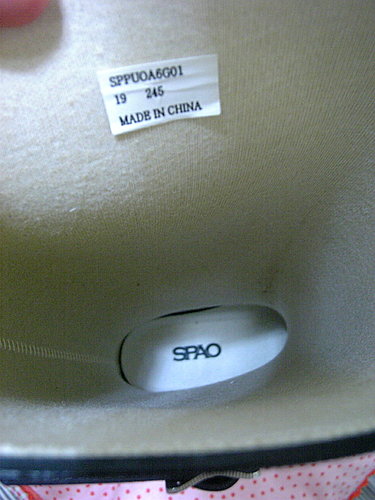 SPPUOA6G01
19 245
MADE IN CHINA
SPAO